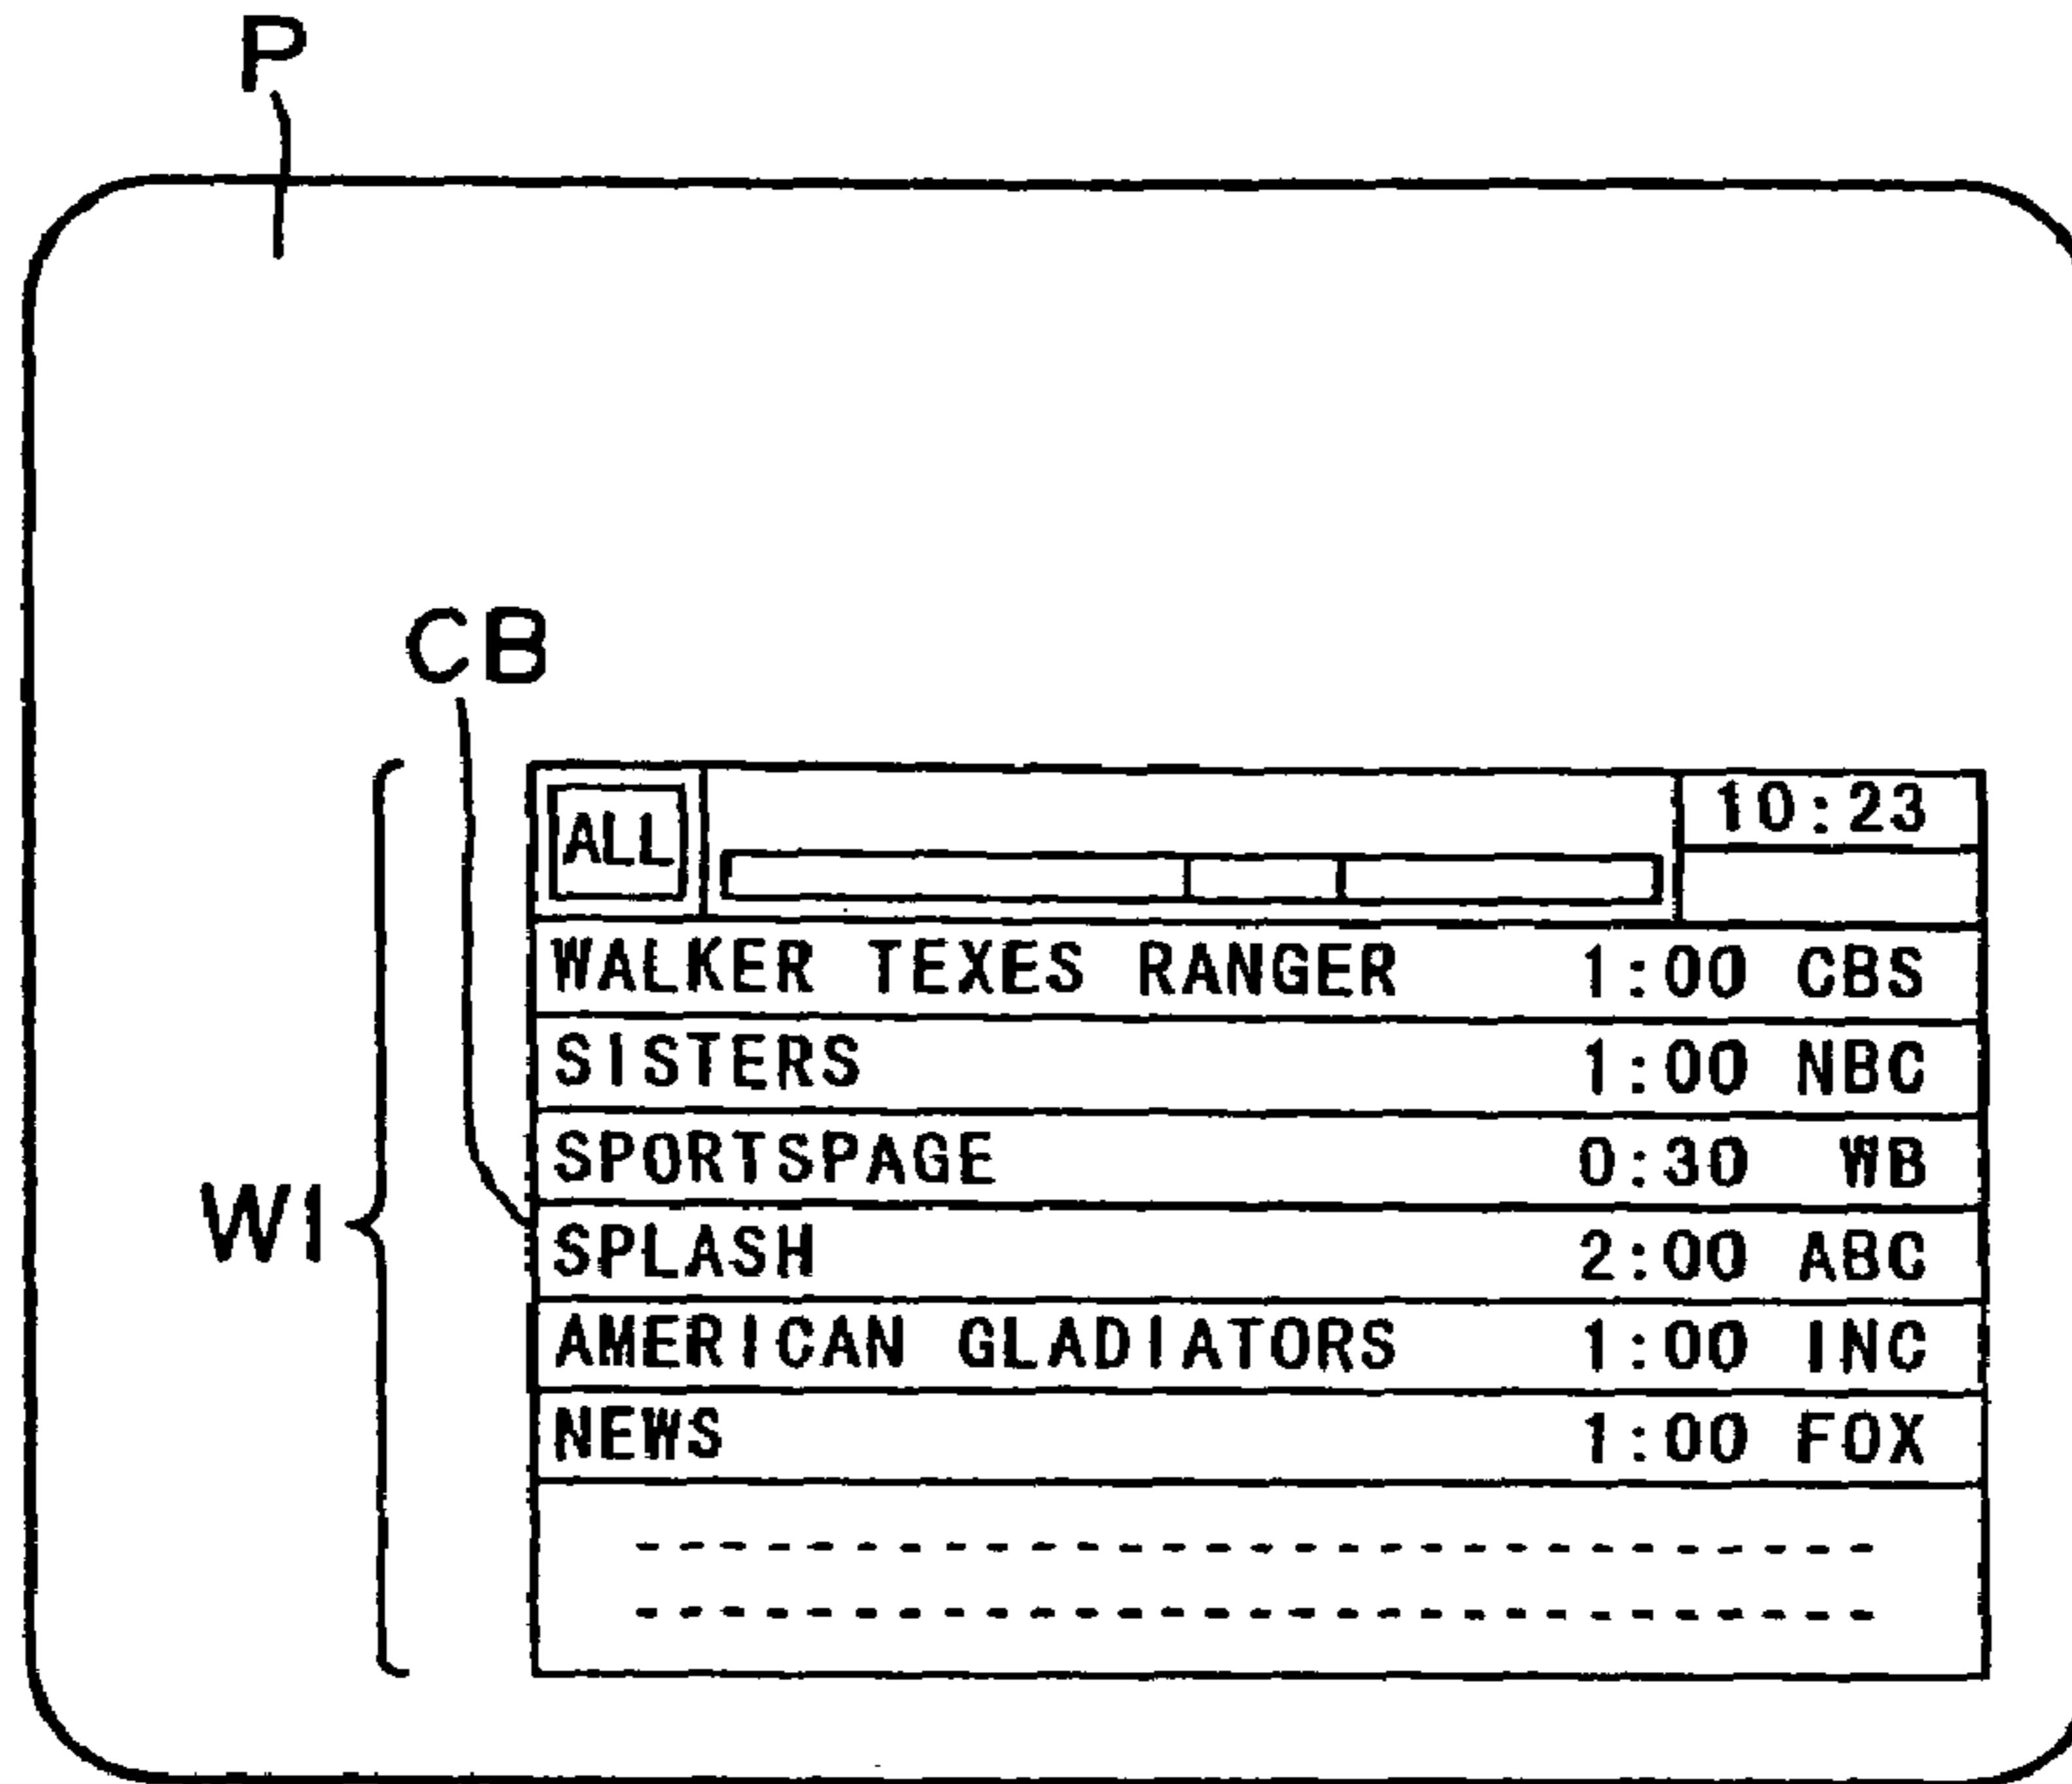 P
CB
W1
ALL
10:23
WALKER TEXES RANGER 1:00 CBS
SISTERS 1:00 NBC
SPORTSPAGE 0:30 WB
SPLASH 2:00 ABC
AMERICAN GLADIATORS 1:00 INC
NEWS 1:00 FOX